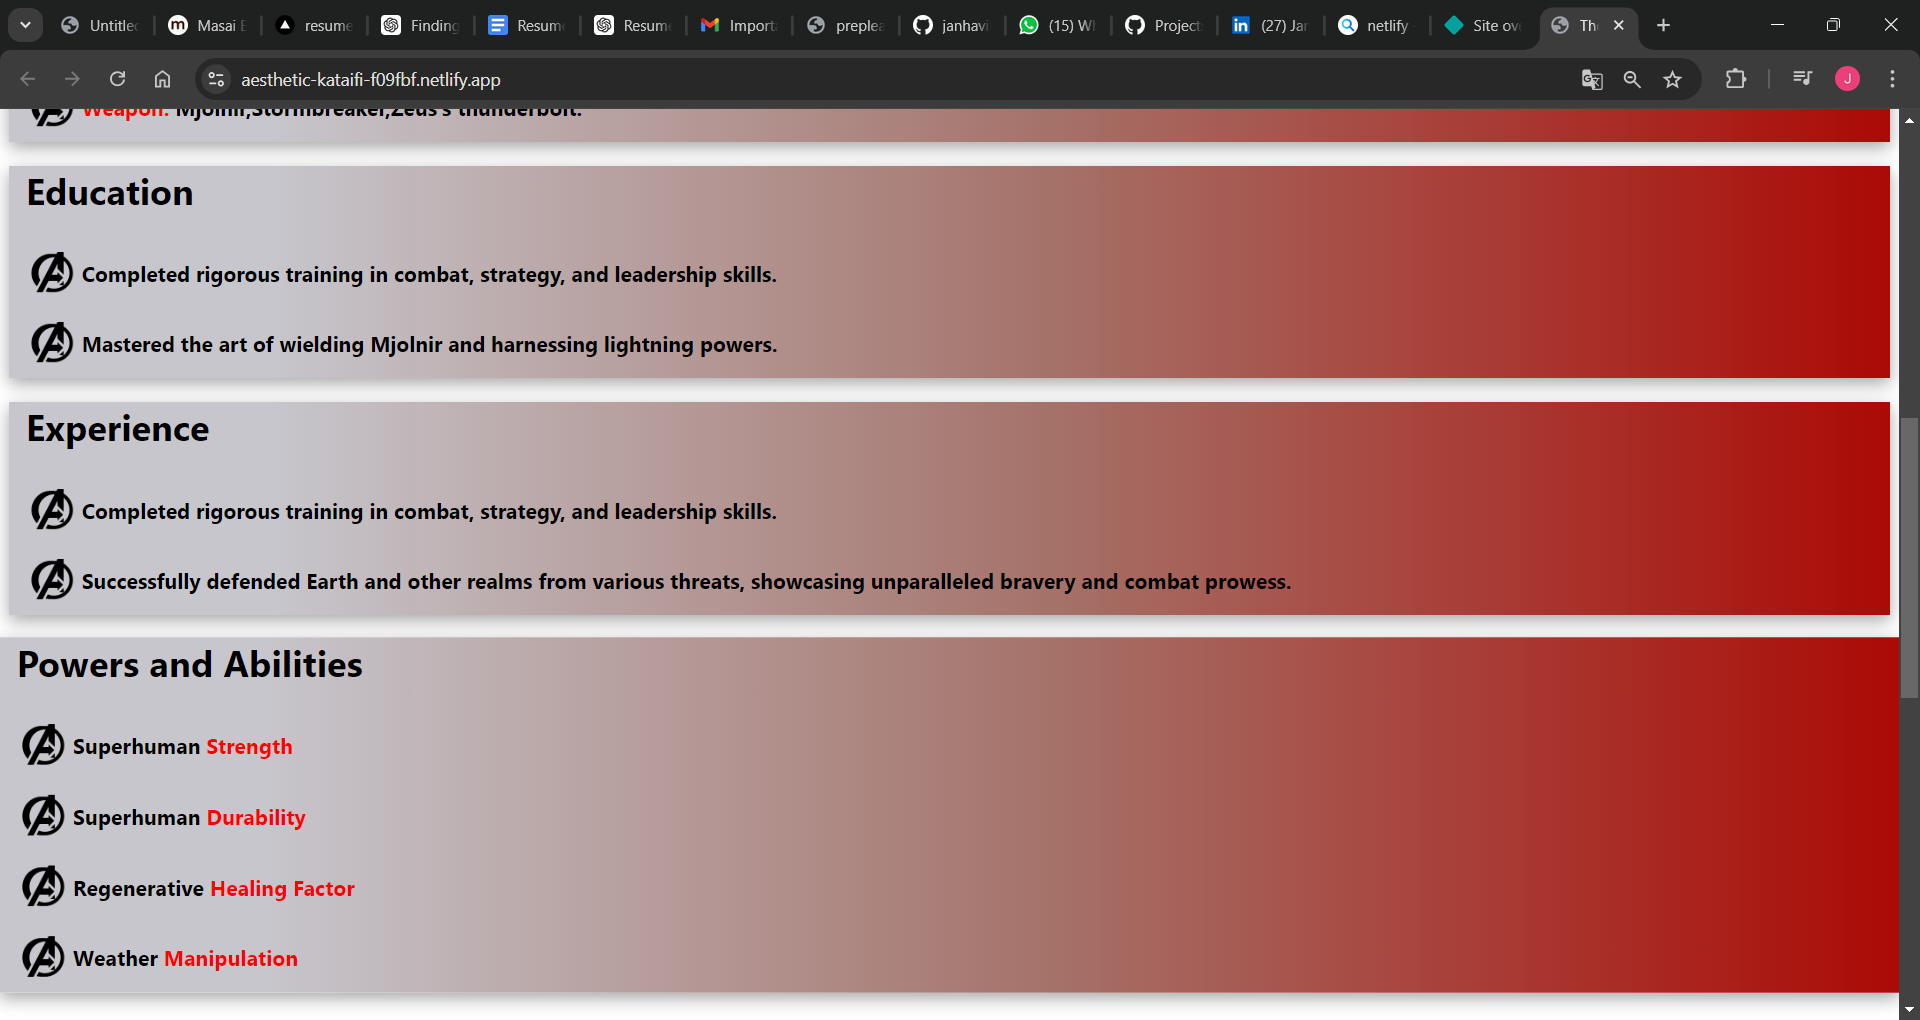 Untitle
Masai E
resume
Finding
Resum
Resum
Import
preplea
janhavi
(15) W
Project
(27) Jar
netlify
Site ov
Th
aesthetic-kataifi-f09fbf.netlify.app
J
Weapon: Mjolnir,Stormbreaker,Zeus's thunderbolt.
Education
Completed rigorous training in combat, strategy, and leadership skills.
Mastered the art of wielding Mjolnir and harnessing lightning powers.
Experience
Completed rigorous training in combat, strategy, and leadership skills.
Successfully defended Earth and other realms from various threats, showcasing unparalleled bravery and combat prowess.
Powers and Abilities
Superhuman Strength
Superhuman Durability
Regenerative Healing Factor
Weather Manipulation